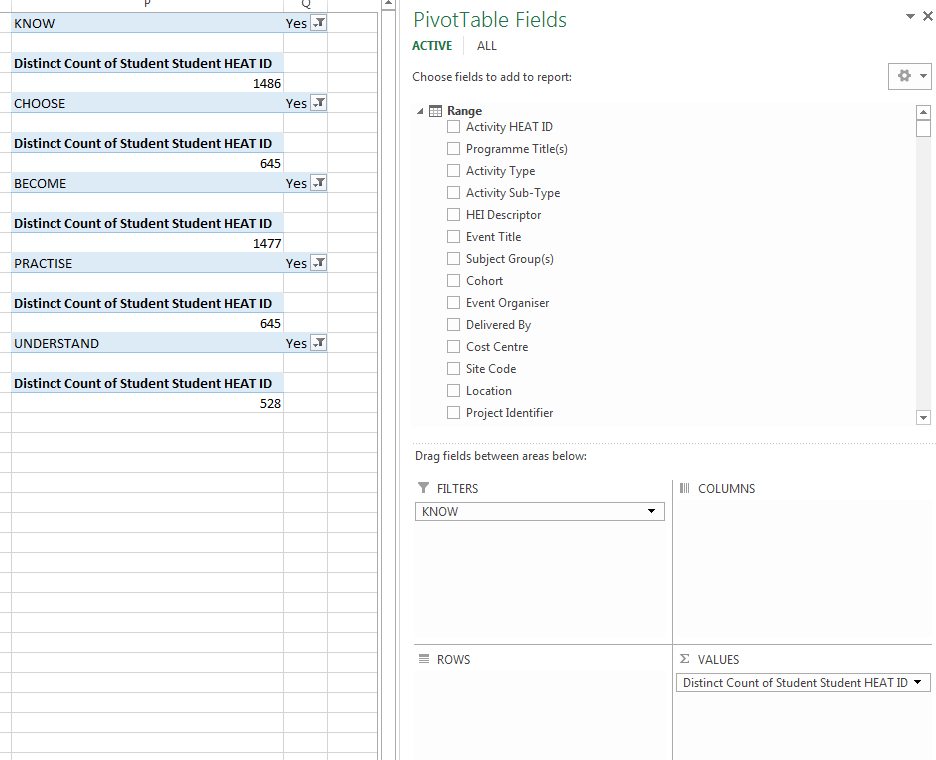 P Q
KNOW Yes
Distinct Count of Student Student HEAT ID
1486
CHOOSE Yes
Distinct Count of Student Student HEAT ID
645
BECOME Yes
Distinct Count of Student Student HEAT ID
1477
PRACTISE Yes
Distinct Count of Student Student HEAT ID
645
UNDERSTAND Yes
Distinct Count of Student Student HEAT ID
528
PivotTable Fields
ACTIVE ALL
Choose fields to add to report:
Range
Activity HEAT ID
Programme Title(s)
Activity Type
Activity Sub-Type
HEI Descriptor
Event Title
Subject Group(s)
Cohort
Event Organiser
Delivered By
Cost Centre
Site Code
Location
Project Identifier
Drag fields between areas below:
FILTERS
KNOW
COLUMNS
ROWS
VALUES
Distinct Count of Student Student HEAT ID